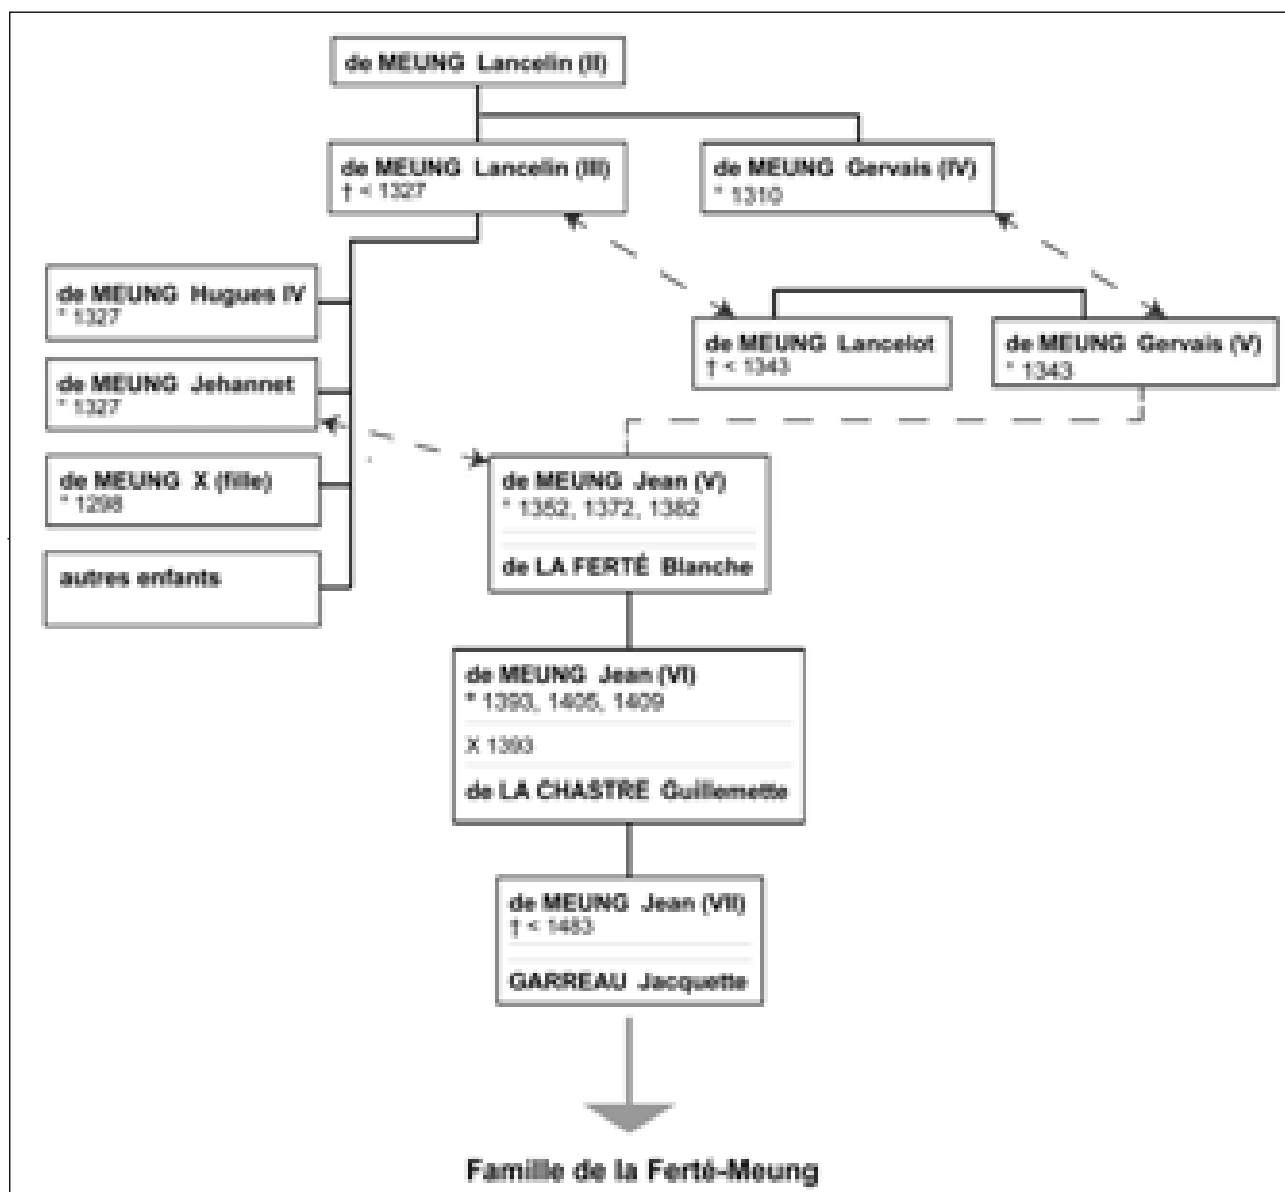 de MEUNG Lancelin (II)
de MEUNG Lancelin (III)
† < 1327
de MEUNG Gervais (IV)
* 1310
de MEUNG Hugues IV
* 1327
de MEUNG Jehannet
* 1327
de MEUNG X (fille)
* 1298
autres enfants
de MEUNG Lancelot
† < 1343
de MEUNG Gervais (V)
* 1343
de MEUNG Jean (V)
* 1352, 1372, 1382
de LA FERTÉ Blanche
de MEUNG Jean (VI)
* 1393, 1405, 1409
X 1393
de LA CHASTRE Guillemette
de MEUNG Jean (VII)
† < 1483
GARREAU Jacquette
Famille de la Ferté-Meung